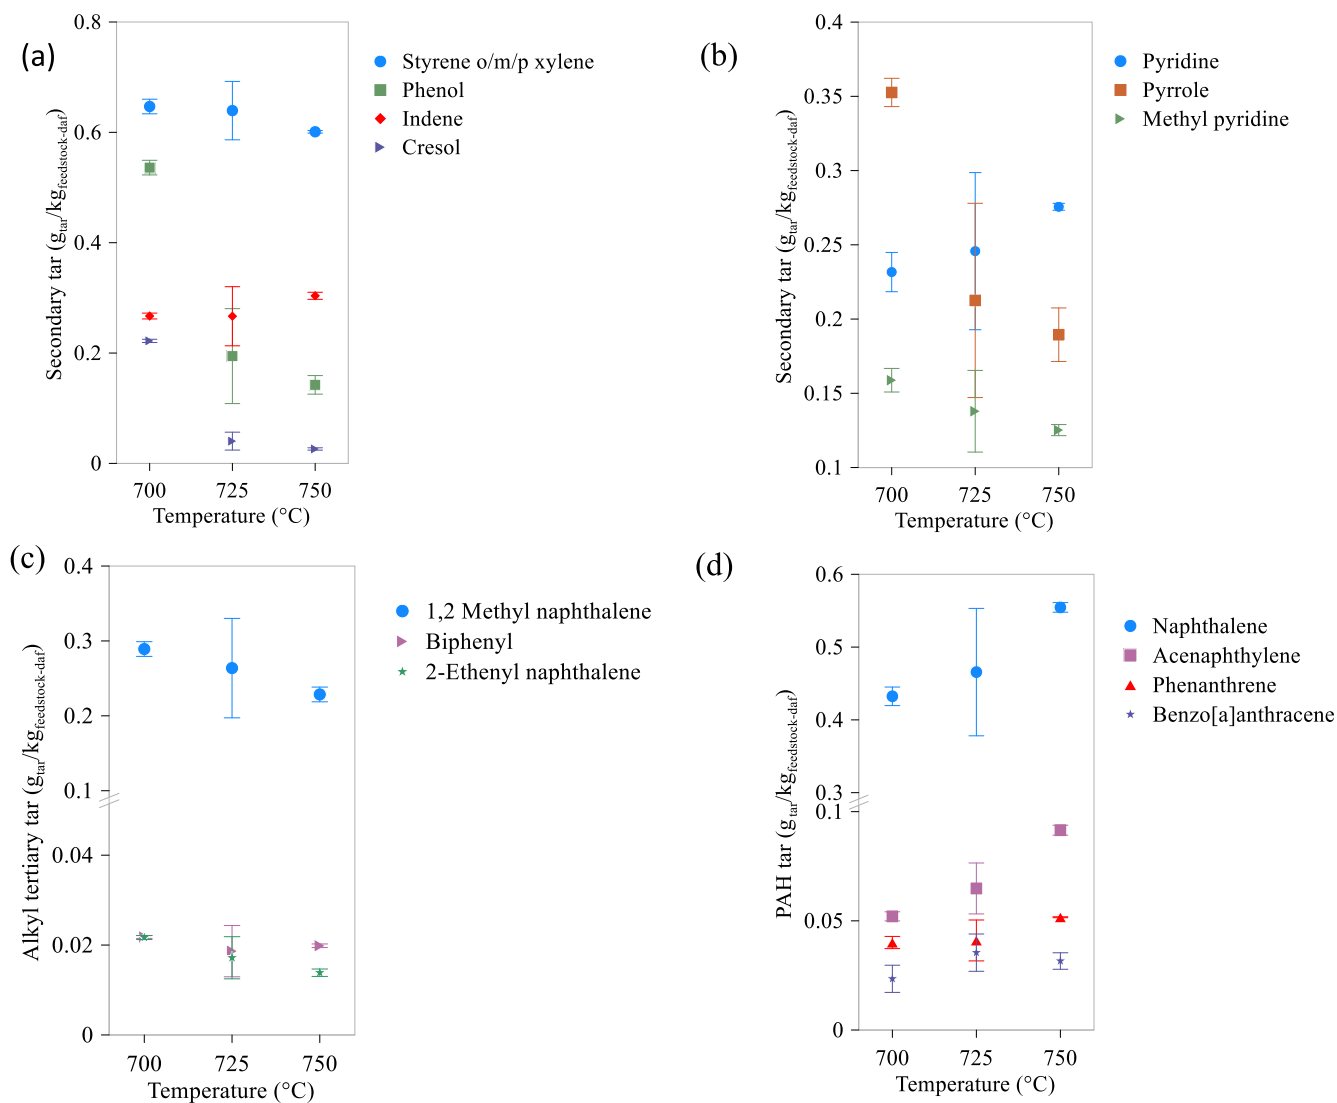 (a)
0.8
0.6
0.4
0.2
0
700 725 750
Temperature (°C)
Secondary tar (gtar/kgfeedstock-daf)
Styrene o/m/p xylene
Phenol
Indene
Cresol
(b)
0.4
0.35
0.3
0.25
0.2
0.15
0.1
700 725 750
Temperature (°C)
Secondary tar (gtar/kgfeedstock-daf)
Pyridine
Pyrrole
Methyl pyridine
(c)
0.4
0.3
0.2
0.1
0.04
0.02
0
700 725 750
Temperature (°C)
Alkyl tertiary tar (gtar/kgfeedstock-daf)
1,2 Methyl naphthalene
Biphenyl
2-Ethenyl naphthalene
(d)
0.6
0.5
0.4
0.3
0.1
0.05
0
700 725 750
Temperature (°C)
PAH tar (gtar/kgfeedstock-daf)
Naphthalene
Acenaphthylene
Phenanthrene
Benzo[a]anthracene